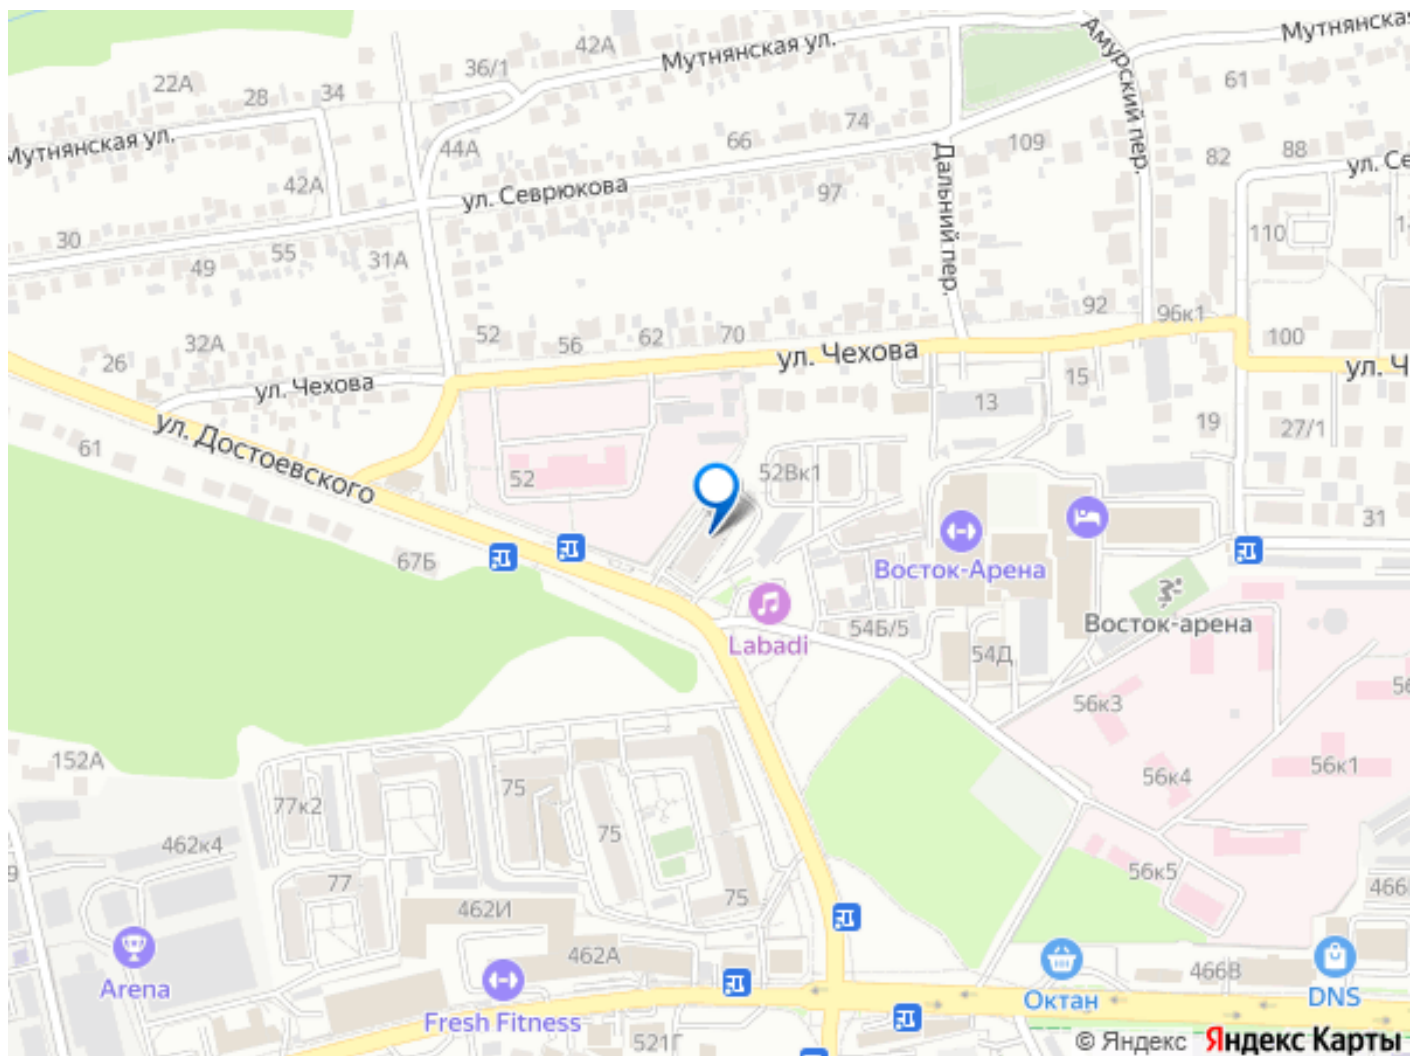 Мутнянская
42А
Мутнянская ул.
Амурский пер.
36/1
22А
61
28
34
Мутнянская ул.
74
66
109
44А
88
82
ул. Се
42А
ул. Севрюкова
97
Дальний пер.
30
110
55
31А
49
92
96к1
52
62
70
32А
56
100
26
ул. Чехова
ул. Чехова
15
ул. Ч
13
ул. Достоевского
19
27/1
61
52
52Вк1
31
67Б
Восток-Арена
Восток-арена
54Б/5
Labadi
54Д
56к3
152А
56к1
56к4
75
77к2
75
462к4
56к5
77
466
75
462И
462А
466В
Arena
Октан
DNS
Fresh Fitness
521Г
© Яндекс Яндекс Карты